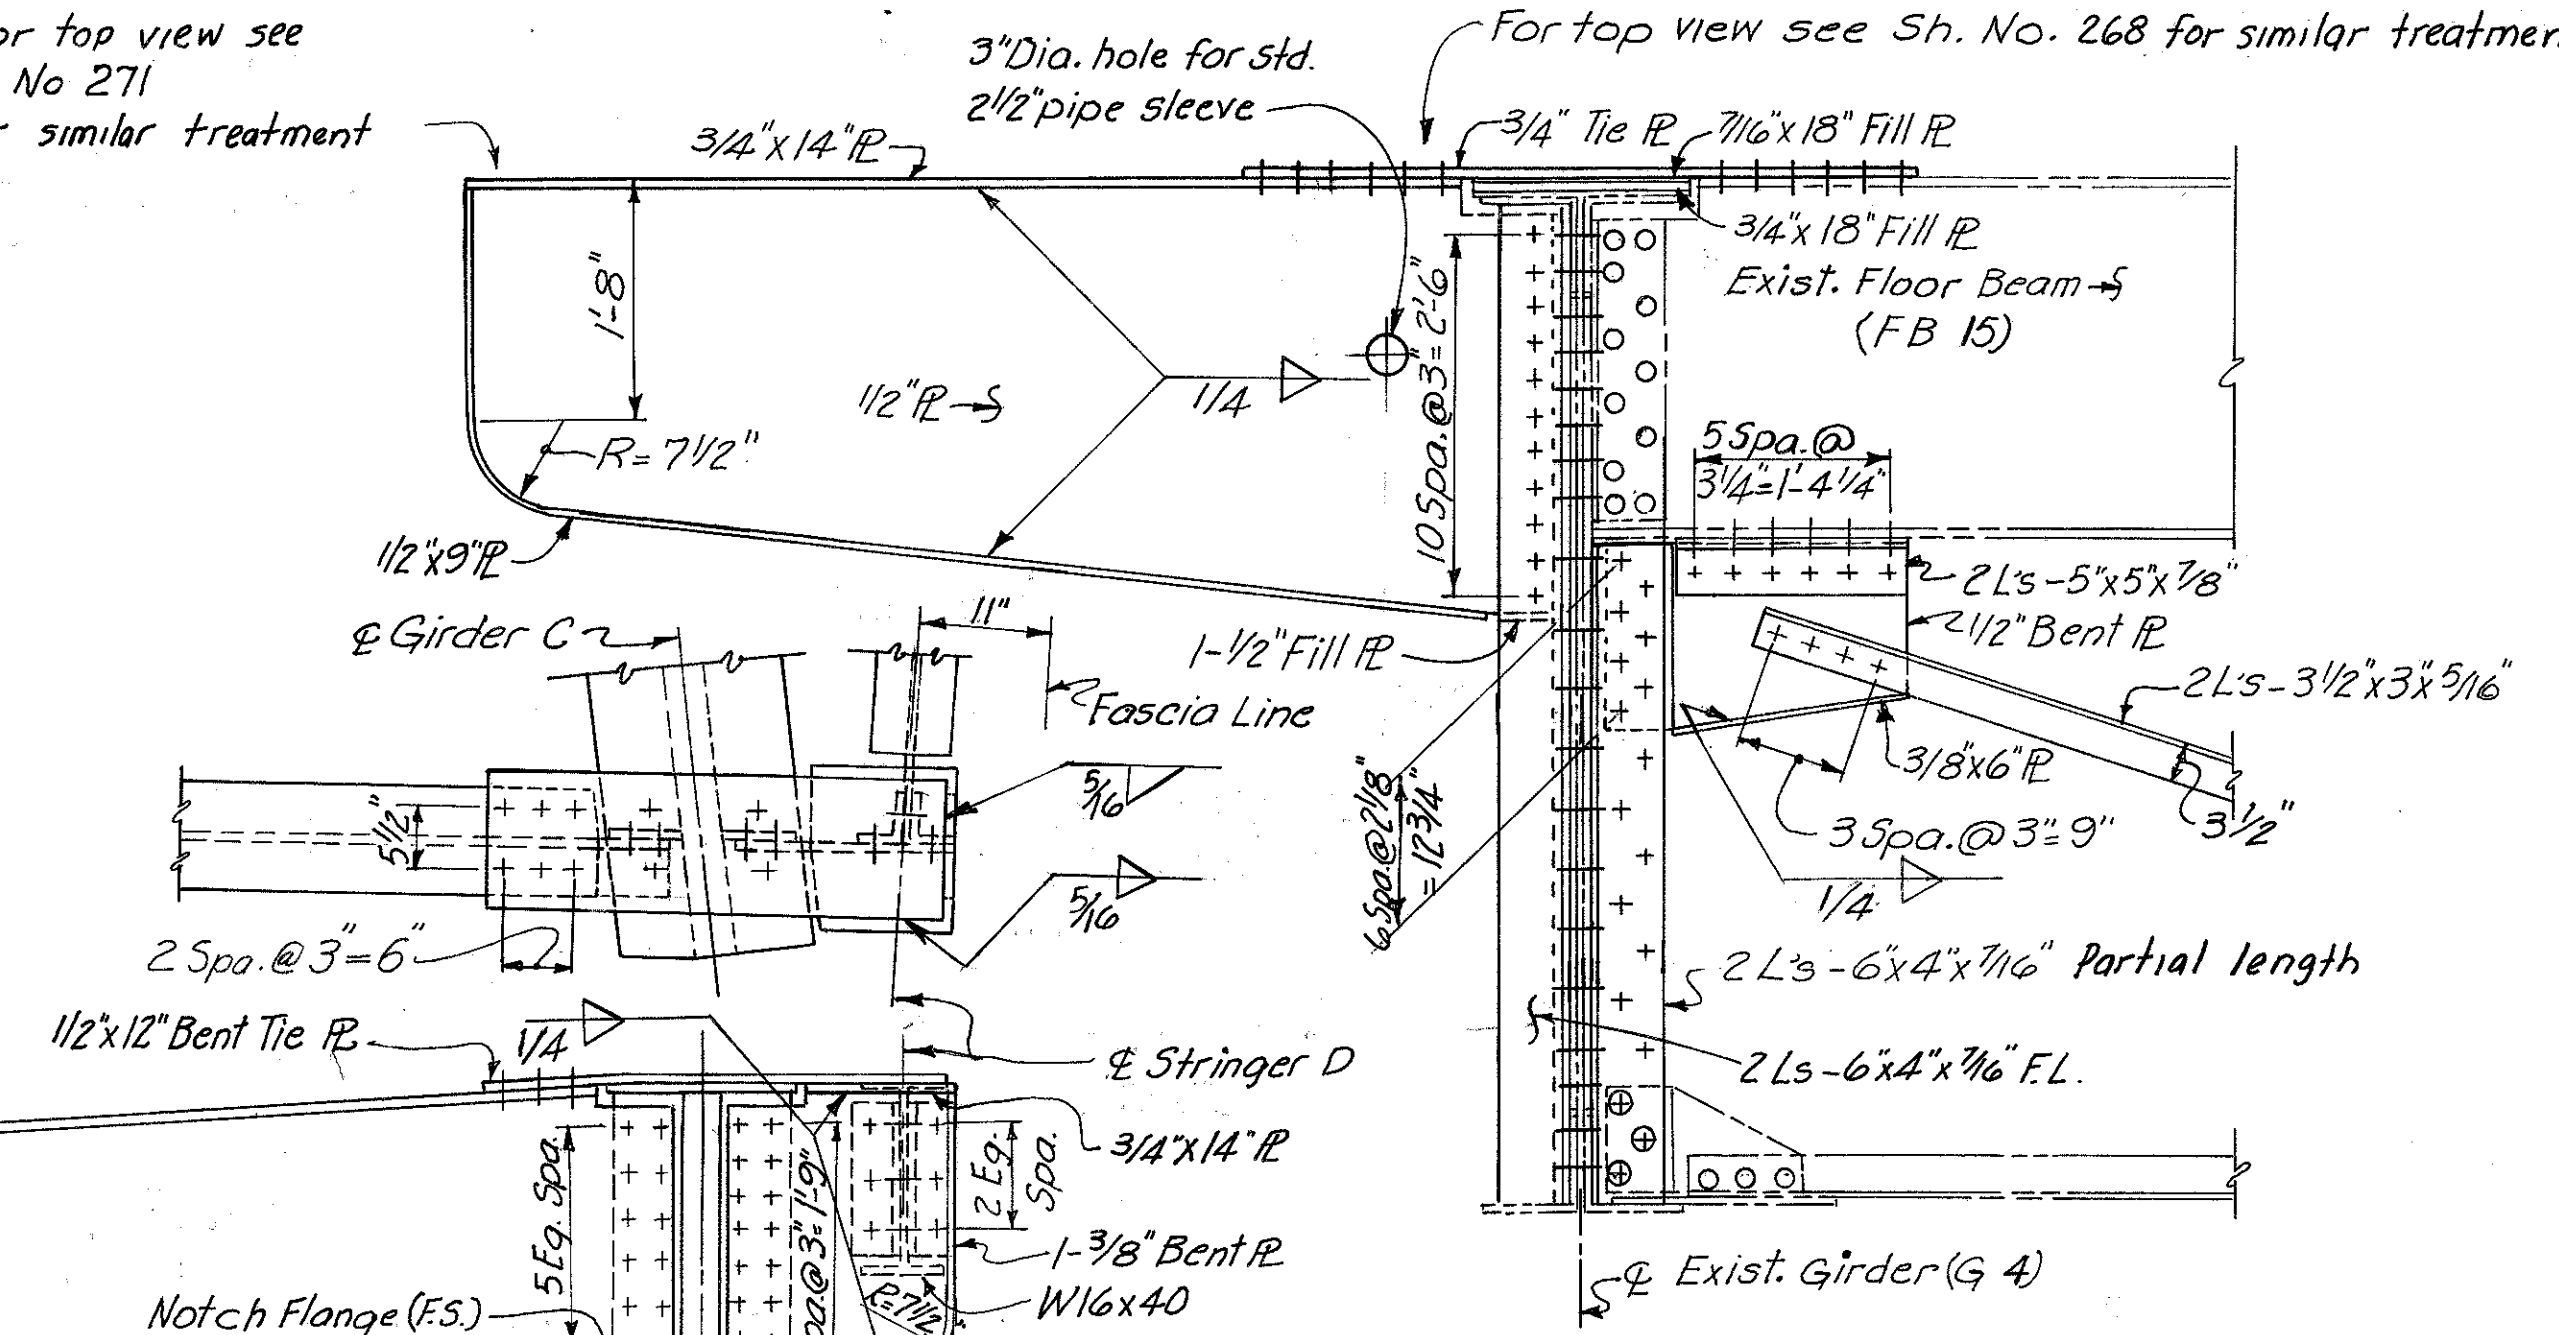 or top view see
No 271
similar treatment
3/4"x14" ℙL
3"Dia. hole for std.
2 1/2" pipe sleeve
For top view see Sh. No. 268 for similar treatmen
3/4" Tie ℙL
7/16"x18" Fill ℙL
3/4"x18" Fill ℙL
Exist. Floor Beam
(FB 15)
1'-8"
R=7 1/2"
1/2" ℙL
1/4
10 Spa.@3"=2'-6"
5 Spa.@
3 1/4"=1'-4 1/4"
1/2"x9" ℙL
2 L's-5"x5"x7/8"
1/2" Bent ℙL
2 L's-3 1/2"x3"x5/16"
3/8"x6" ℙL
3 1/2"
3 Spa.@3"=9"
1/4
1-1/2" Fill ℙL
6 Spa.@2 1/8"
=12 3/4"
℄ Girder C
11"
Fascia Line
5/16
5/16
5 1/2"
2 Spa.@3"=6"
2 L's-6"x4"x7/16" Partial length
2 Ls-6"x4"x7/16" F.L.
1/2"x12" Bent Tie ℙL
1/4
℄ Stringer D
3/4"x14" ℙL
5 Eq. Spa.
pa.@3"=1'-9"
2 Eq.
Spa.
1-3/8" Bent ℙL
W16x40
R=7 1/2"
Notch Flange (F.S.)
℄ Exist. Girder (G 4)